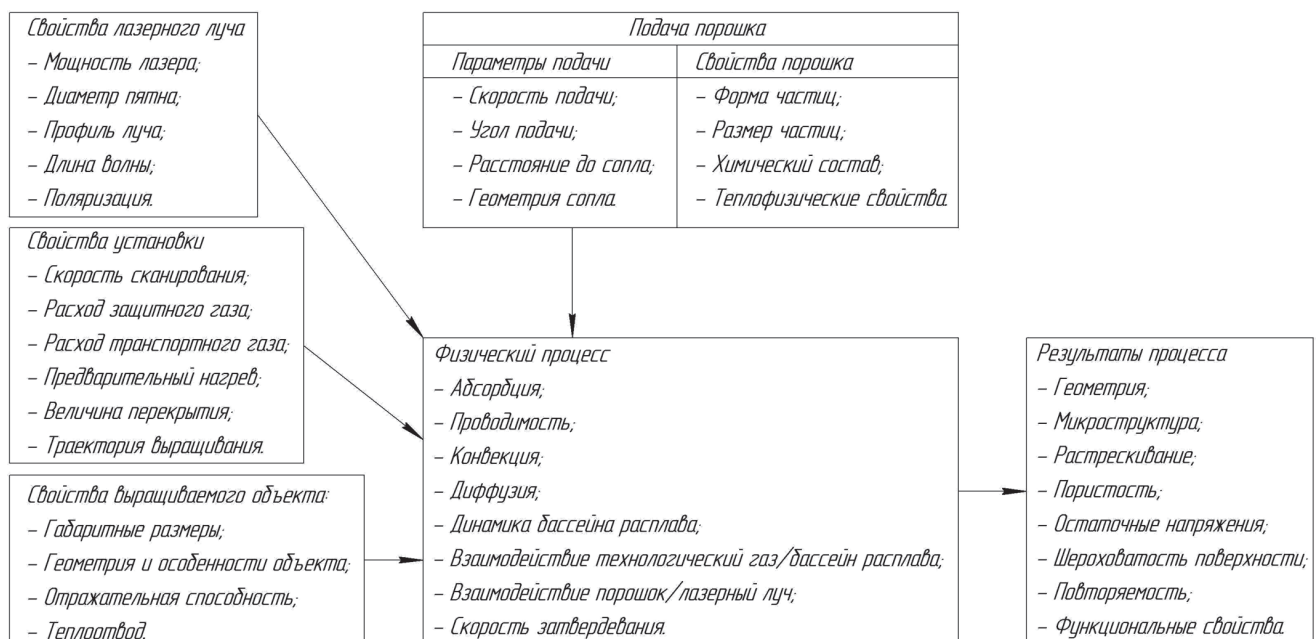 Свойства лазерного луча
– Мощность лазера;
– Диаметр пятна;
– Профиль луча;
– Длина волны;
– Поляризация.
Подача порошка
Параметры подачи
– Скорость подачи;
– Угол подачи;
– Расстояние до сопла;
– Геометрия сопла.
Свойства порошка
– Форма частиц;
– Размер частиц;
– Химический состав;
– Теплофизические свойства.
Свойства установки
– Скорость сканирования;
– Расход защитного газа;
– Расход транспортного газа;
– Предварительный нагрев;
– Величина перекрытия;
– Траектория выращивания.
Свойства выращиваемого объекта:
– Габаритные размеры;
– Геометрия и особенности объекта;
– Отражательная способность;
– Теплоотвод.
Физический процесс
– Абсорбция;
– Проводимость;
– Конвекция;
– Диффузия;
– Динамика бассейна расплава;
– Взаимодействие технологический газ/бассейн расплава;
– Взаимодействие порошок/лазерный луч;
– Скорость затвердевания.
Результаты процесса
– Геометрия;
– Микроструктура;
– Растрескивание;
– Пористость;
– Остаточные напряжения;
– Шероховатость поверхности;
– Повторяемость;
– Функциональные свойства.